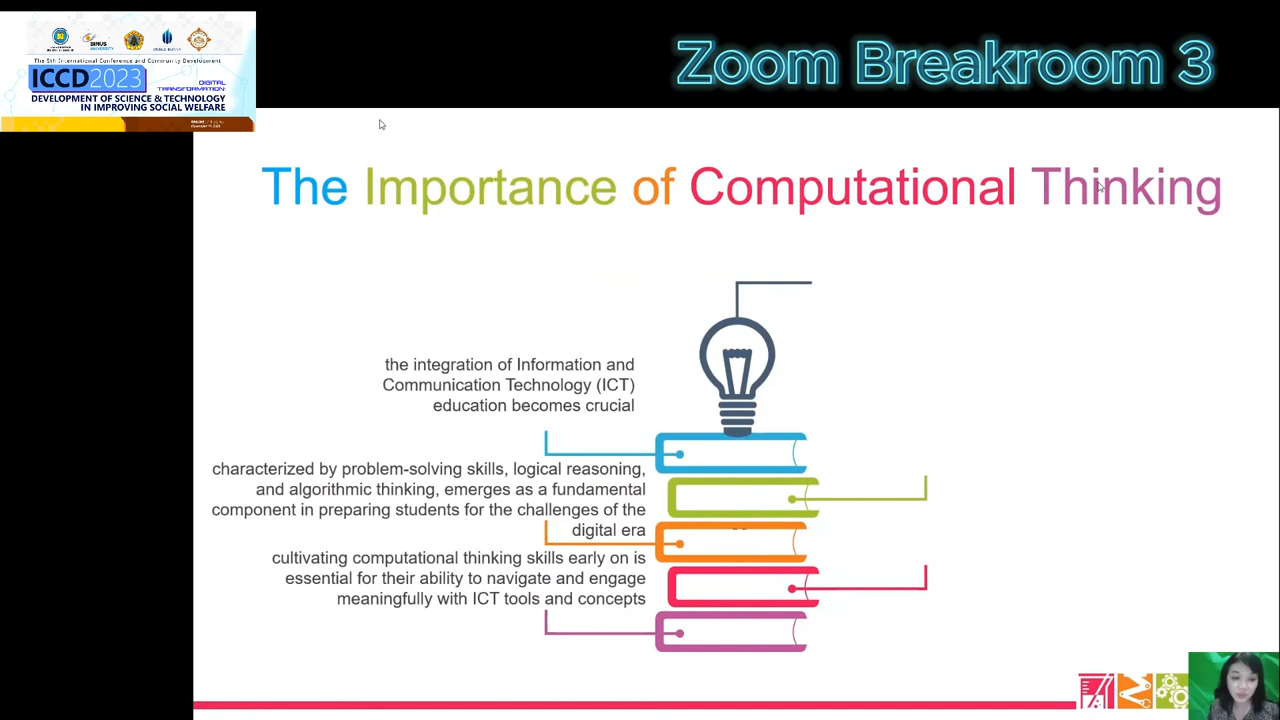 Zoom Breakroom 3
BINUS UNIVERSITY
The 5th International Conference and Community Development
ICCD2023
DIGITAL
TRANSFORMATION:
DEVELOPMENT OF SCIENCE & TECHNOLOGY
IN IMPROVING SOCIAL WELFARE
The Importance of Computational Thinking
the integration of Information and
Communication Technology (ICT)
education becomes crucial
characterized by problem-solving skills, logical reasoning,
and algorithmic thinking, emerges as a fundamental
component in preparing students for the challenges of the
digital era
cultivating computational thinking skills early on is
essential for their ability to navigate and engage
meaningfully with ICT tools and concepts